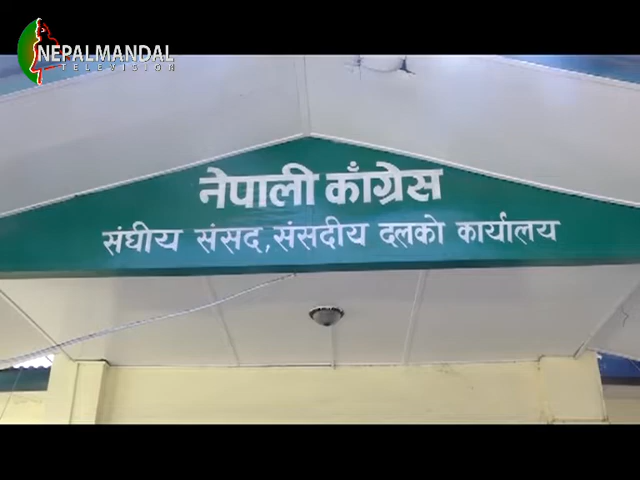 NEPALMANDAL
TELEVISION
नेपाली काँग्रेस
संघीय संसद, संसदीय दलको कार्यालय